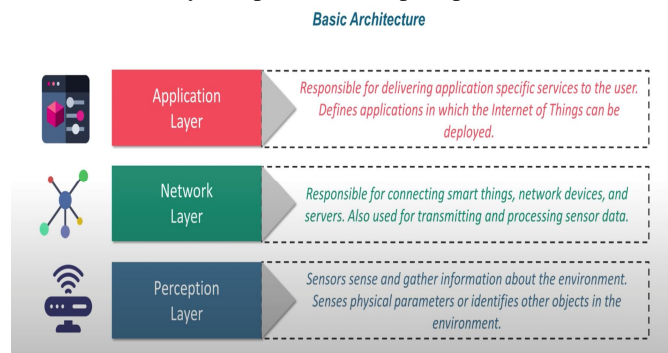 Basic Architecture
Application
Layer
Responsible for delivering application specific services to the user.
Defines applications in which the Internet of Things can be
deployed.
Network
Layer
Responsible for connecting smart things, network devices, and
servers. Also used for transmitting and processing sensor data.
Perception
Layer
Sensors sense and gather information about the environment.
Senses physical parameters or identifies other objects in the
environment.